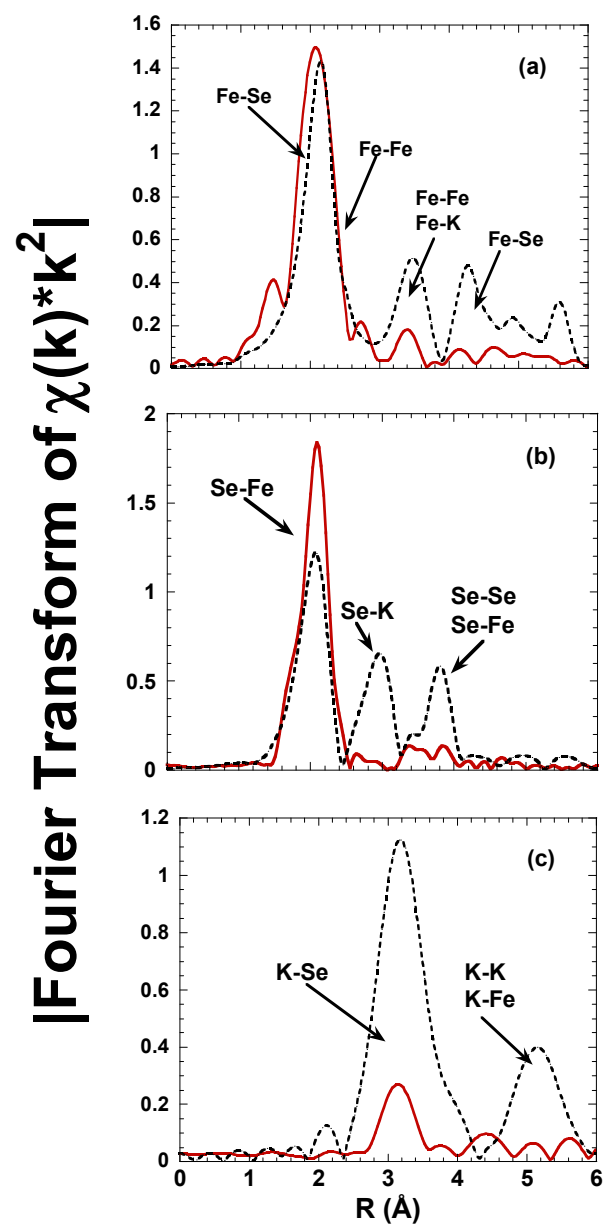 |Fourier Transform of χ(k)*k²|
1.6
1.4
1.2
1
0.8
0.6
0.4
0.2
0
(a)
Fe-Se
Fe-Fe
Fe-Fe
Fe-K
Fe-Se
2
1.5
1
0.5
0
(b)
Se-Fe
Se-K
Se-Se
Se-Fe
1.2
1
0.8
0.6
0.4
0.2
0
(c)
K-Se
K-K
K-Fe
0 1 2 3 4 5 6
R (Å)